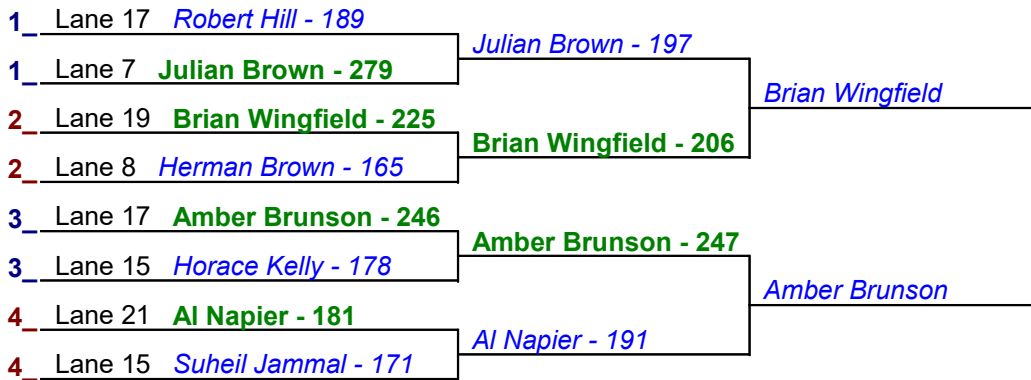 1_ Lane 17 Robert Hill - 189
Julian Brown - 197
1_ Lane 7 Julian Brown - 279
Brian Wingfield
2_ Lane 19 Brian Wingfield - 225
Brian Wingfield - 206
2_ Lane 8 Herman Brown - 165
3_ Lane 17 Amber Brunson - 246
Amber Brunson - 247
3_ Lane 15 Horace Kelly - 178
Amber Brunson
4_ Lane 21 Al Napier - 181
Al Napier - 191
4_ Lane 15 Suheil Jammal - 171